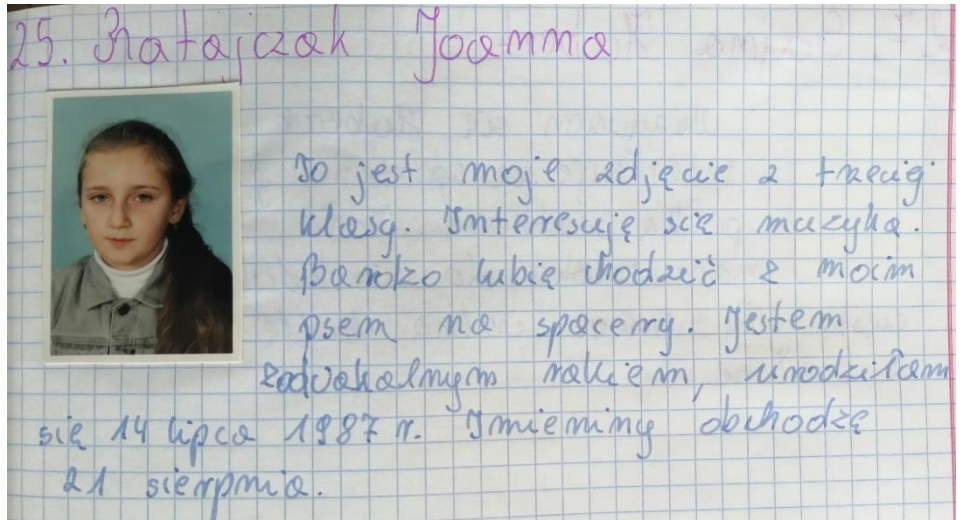 25. Ratajczak Joanna
To jest moje zdjęcie z trzeciej
klasy. Interesuję się muzyką.
Bardzo lubię chodzić z moim
psem na spacery. Jestem
zodiakalnym rakiem, urodziłam
się 14 lipca 1987 r. Imieniny obchodzę
21 sierpnia.